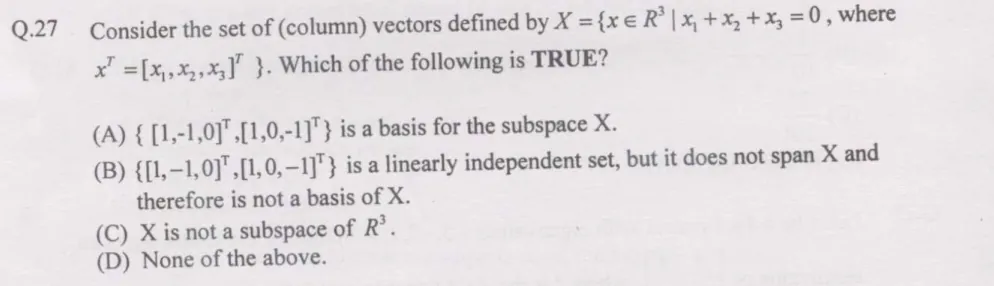 Q.27 Consider the set of (column) vectors defined by X = {x ∈ R³ | x₁ + x₂ + x₃ = 0, where
xᵀ = [x₁, x₂, x₃]ᵀ }. Which of the following is TRUE?
(A) { [1,-1,0]ᵀ ,[1,0,-1]ᵀ } is a basis for the subspace X.
(B) {[1,−1,0]ᵀ ,[1,0,−1]ᵀ } is a linearly independent set, but it does not span X and
therefore is not a basis of X.
(C) X is not a subspace of R³ .
(D) None of the above.